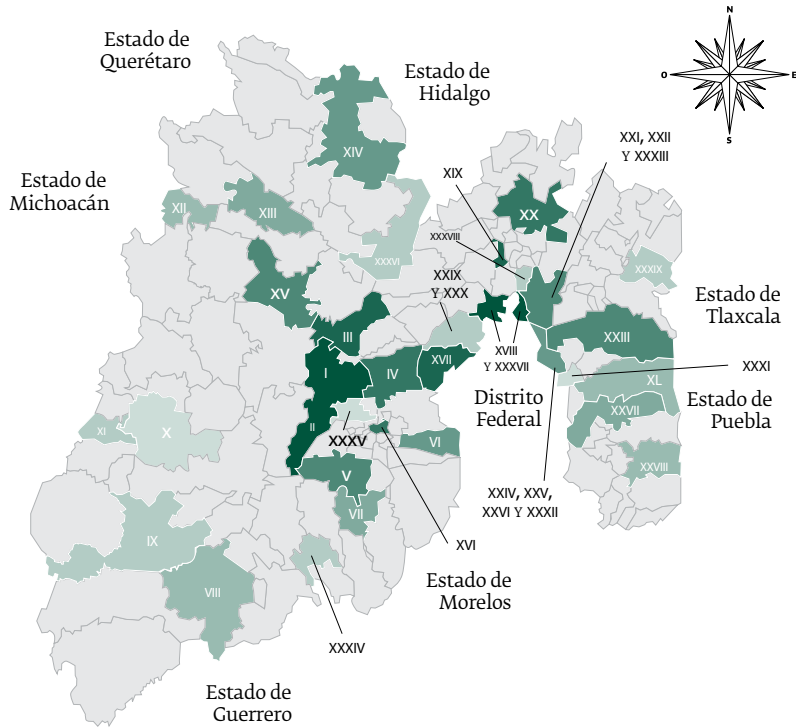 N
O
E
S
Estado de
Querétaro
Estado de
Hidalgo
XXI, XXII
Y XXXIII
XIX
XIV
Estado de
Michoacán
XII
XIII
XX
XXXVIII
XXXVI
XXXIX
XXIX
Y XXX
XV
III
Estado de
Tlaxcala
XVIII
Y XXXVII
XXIII
I
IV
XVII
XXXI
XL
Distrito
Federal
Estado de
Puebla
XI
X
II
XXXV
VI
XXVII
V
XXVIII
VII
XXIV, XXV,
XXVI Y XXXII
IX
XVI
VIII
Estado de
Morelos
XXXIV
Estado de
Guerrero